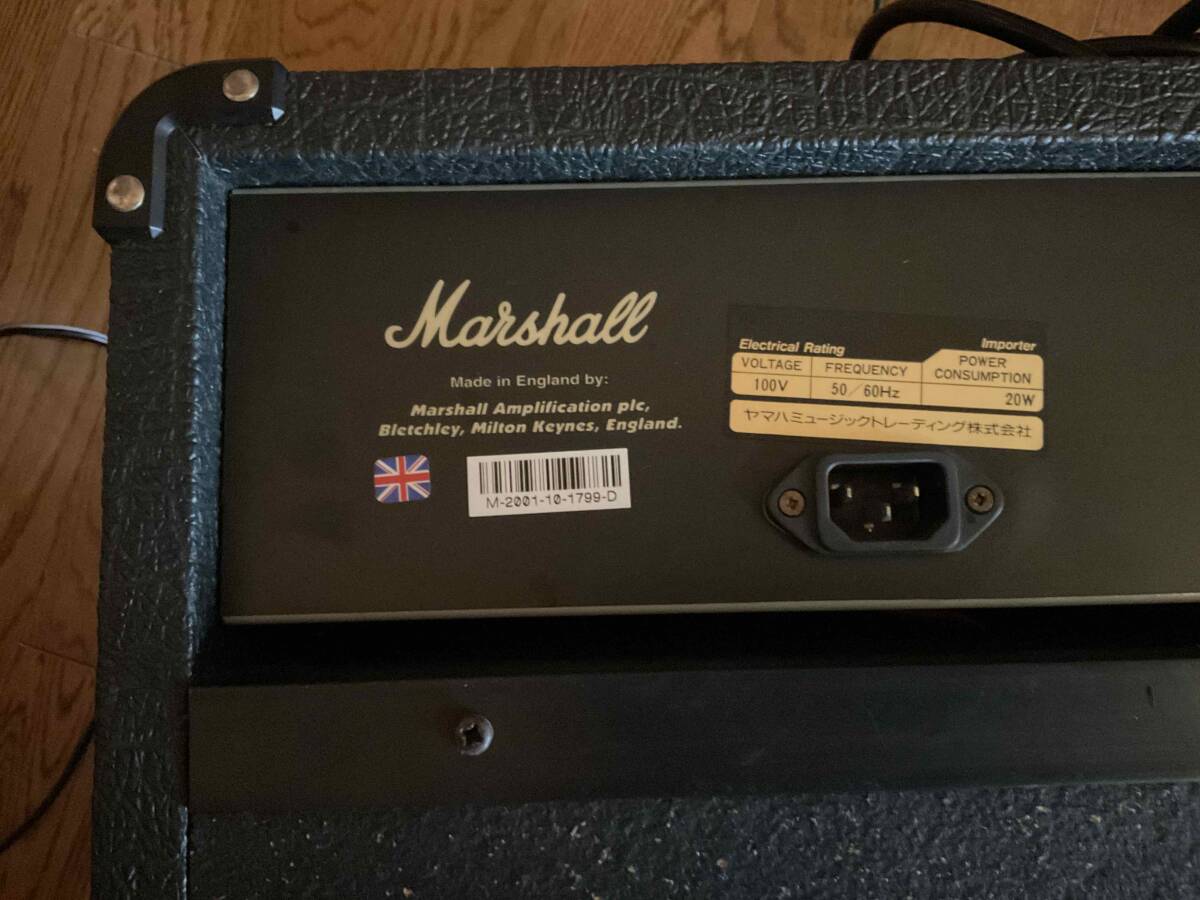 Marshall
Made in England by:
Marshall Amplification plc,
Bletchley, Milton Keynes, England.
M-2001-10-1799-D
Electrical Rating
Importer
VOLTAGE
100V
FREQUENCY
50/60Hz
POWER
CONSUMPTION
20W
ヤマハミュージックトレーディング株式会社